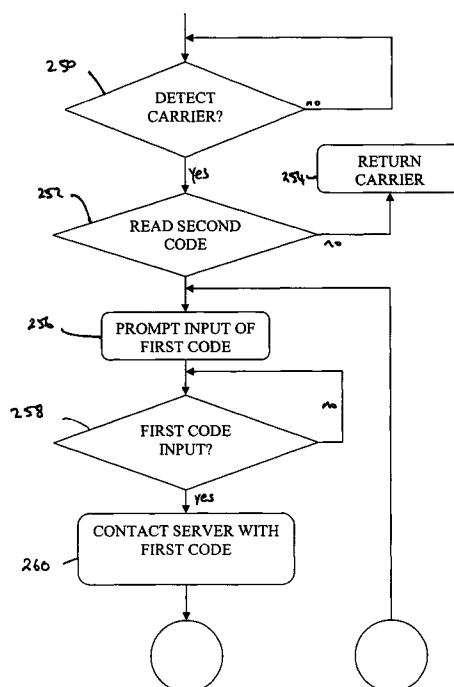 250
DETECT
CARRIER?
no
yes
254
RETURN
CARRIER
252
READ SECOND
CODE
no
256
PROMPT INPUT OF
FIRST CODE
no
258
FIRST CODE
INPUT?
yes
CONTACT SERVER WITH
FIRST CODE
260